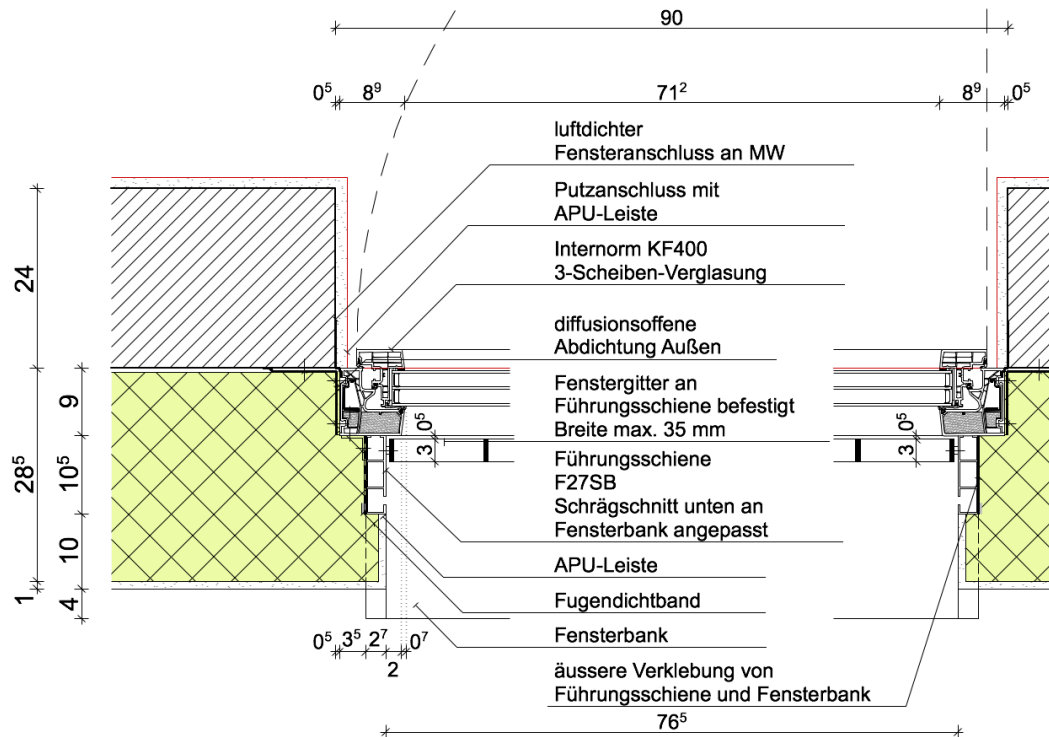 90
0⁵ 8⁹ 71² 8⁹ 0⁵
luftdichter
Fensteranschluss an MW
Putzanschluss mit
APU-Leiste
Internorm KF400
3-Scheiben-Verglasung
diffusionsoffene
Abdichtung Außen
Fenstergitter an
Führungsschiene befestigt
Breite max. 35 mm
Führungsschiene
F27SB
Schrägschnitt unten an
Fensterbank angepasst
APU-Leiste
Fugendichtband
Fensterbank
äussere Verklebung von
Führungsschiene und Fensterbank
24
28⁵
1
9
10⁵
10
4
3 0⁵
3 0⁵
0⁵ 3⁵ 2⁷ 2 0⁷
76⁵